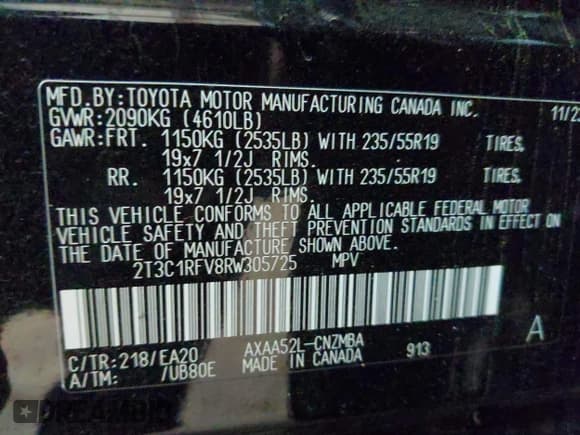 MFD.BY:TOYOTA MOTOR MANUFACTURING CANADA INC. 11/2
GVWR:2090KG (4610LB)
GAWR:FRT. 1150KG (2535LB) WITH 235/55R19 TIRES,
19x7 1/2J RIMS.
RR. 1150KG (2535LB) WITH 235/55R19 TIRES,
19x7 1/2J RIMS.
THIS VEHICLE CONFORMS TO ALL APPLICABLE FEDERAL MOTOR
VEHICLE SAFETY AND THEFT PREVENTION STANDARDS IN EFFECT ON
THE DATE OF MANUFACTURE SHOWN ABOVE.
2T3C1RFV8RW305725 MPV
A
C/TR:218/EA20 AXAA52L-CNZMBA 913
A/TM: /UB80E MADE IN CANADA
DREAMBID